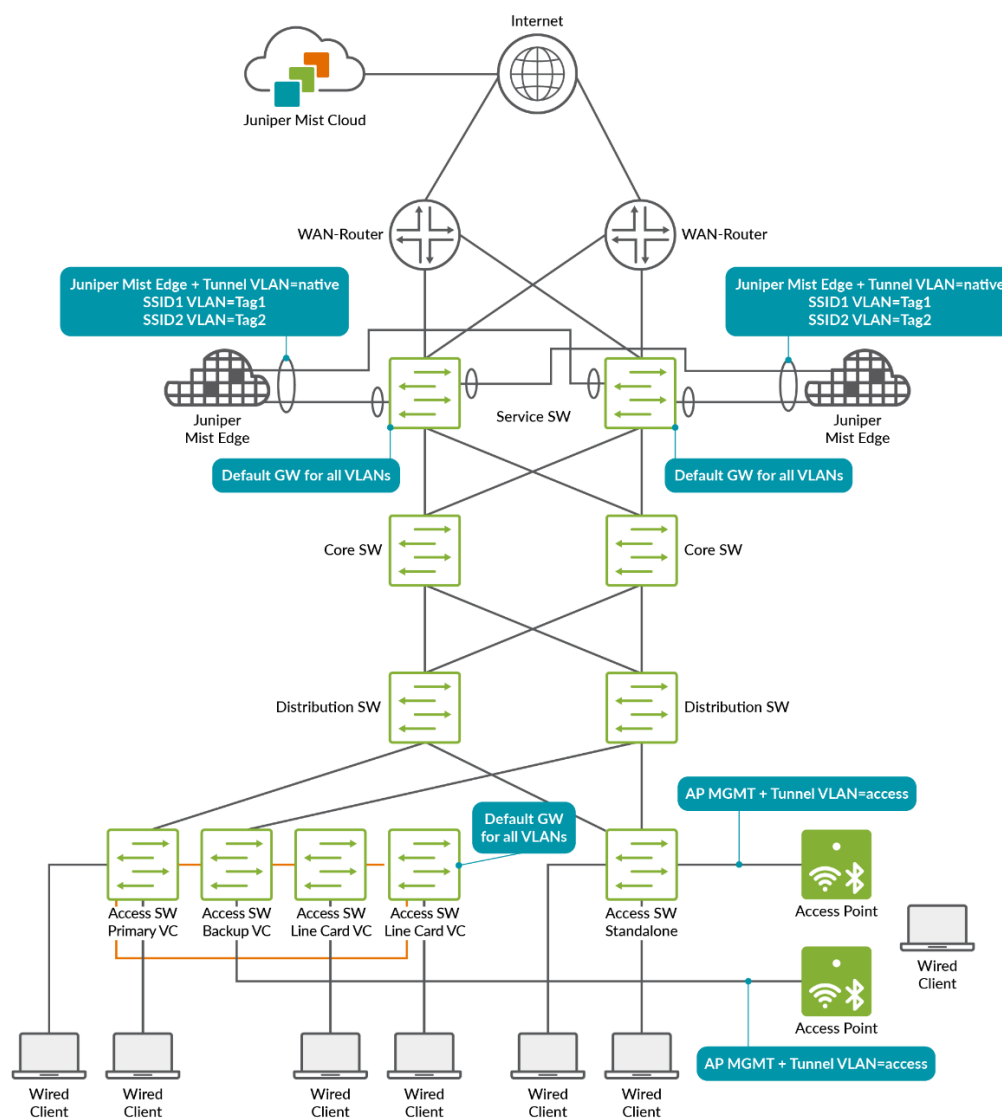 Internet
Juniper Mist Cloud
WAN-Router
WAN-Router
Juniper Mist Edge + Tunnel VLAN=native
SSID1 VLAN=Tag1
SSID2 VLAN=Tag2
Juniper Mist Edge + Tunnel VLAN=native
SSID1 VLAN=Tag1
SSID2 VLAN=Tag2
Juniper
Mist Edge
Service SW
Juniper
Mist Edge
Default GW for all VLANs
Default GW for all VLANs
Core SW
Core SW
Distribution SW
Distribution SW
AP MGMT + Tunnel VLAN=access
Default GW
for all VLANs
Access SW
Primary VC
Access SW
Backup VC
Access SW
Line Card VC
Access SW
Line Card VC
Access SW
Standalone
Access Point
Wired
Client
Access Point
AP MGMT + Tunnel VLAN=access
Wired
Client
Wired
Client
Wired
Client
Wired
Client
Wired
Client
Wired
Client